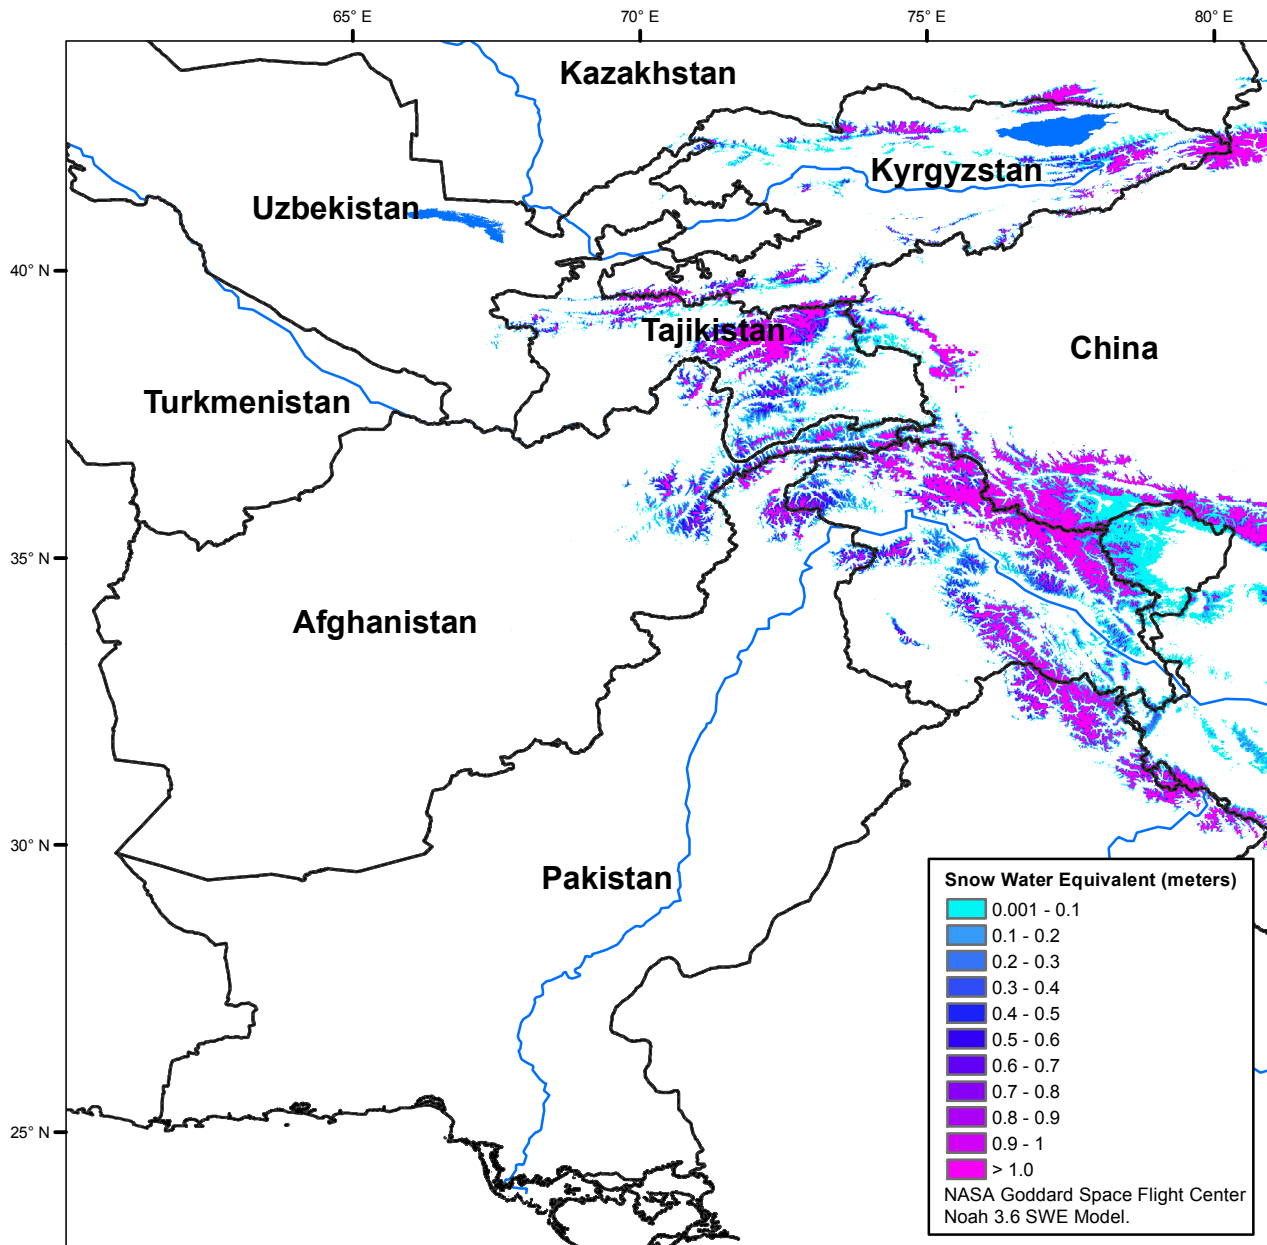 65° E
70° E
75° E
80° E
Kazakhstan
Kyrgyzstan
Uzbekistan
40° N
Tajikistan
China
Turkmenistan
35° N
Afghanistan
30° N
Pakistan
25° N
Snow Water Equivalent (meters)
0.001 - 0.1
0.1 - 0.2
0.2 - 0.3
0.3 - 0.4
0.4 - 0.5
0.5 - 0.6
0.6 - 0.7
0.7 - 0.8
0.8 - 0.9
0.9 - 1
> 1.0
NASA Goddard Space Flight Center
Noah 3.6 SWE Model.